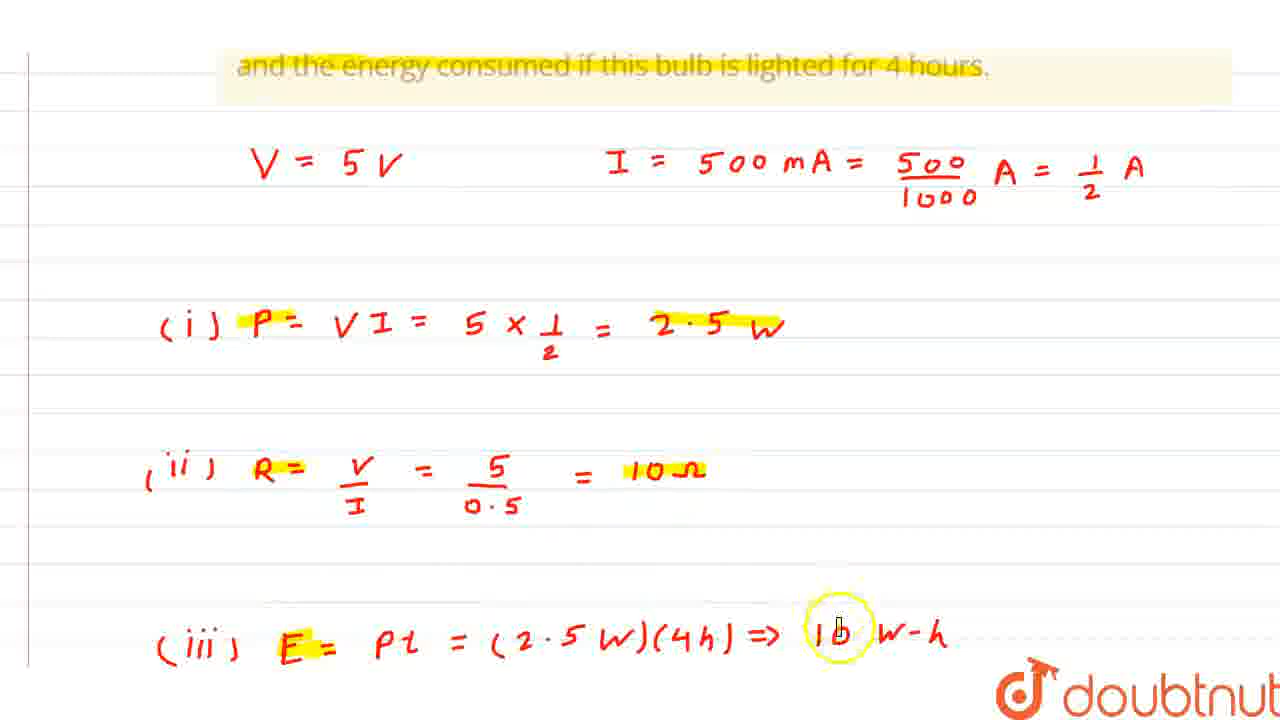 and the energy consumed if this bulb is lighted for 4 hours.
V = 5 V I = 500 mA = 500/1000 A = 1/2 A
(i) P = VI = 5 × 1/2 = 2.5 W
(ii) R = V/I = 5/0.5 = 10 Ω
(iii) E = Pt = (2.5 W)(4h) ⇒ 10 W-h
doubtnut